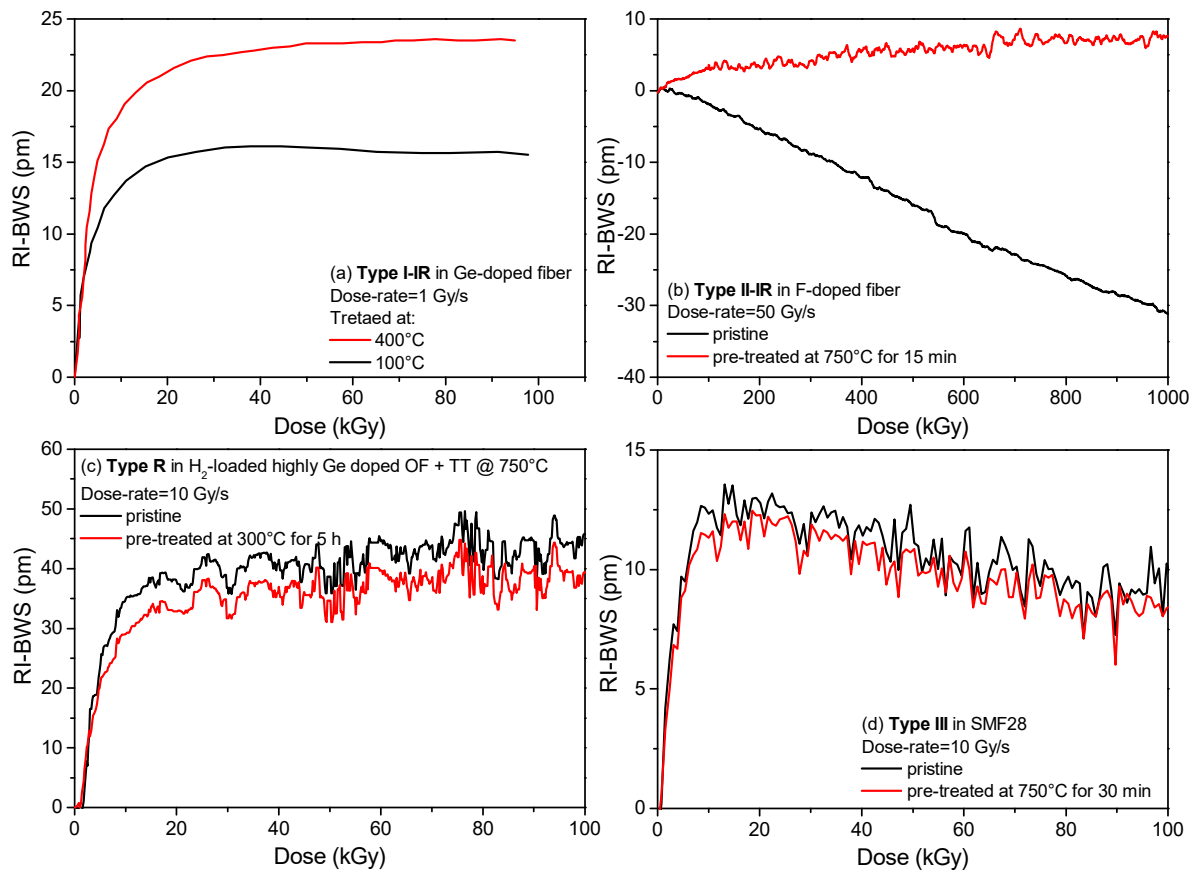 25
20
15
10
5
0
RI-BWS (pm)
0
20
40
60
80
100
Dose (kGy)
(a) Type I-IR in Ge-doped fiber
Dose-rate=1 Gy/s
Tretaed at:
400°C
100°C
10
0
-10
-20
-30
-40
RI-BWS (pm)
0
200
400
600
800
1000
Dose (kGy)
(b) Type II-IR in F-doped fiber
Dose-rate=50 Gy/s
pristine
pre-treated at 750°C for 15 min
60
50
40
30
20
10
0
RI-BWS (pm)
0
20
40
60
80
100
Dose (kGy)
(c) Type R in H2-loaded highly Ge doped OF + TT @ 750°C
Dose-rate=10 Gy/s
pristine
pre-treated at 300°C for 5 h
15
10
5
0
RI-BWS (pm)
0
20
40
60
80
100
Dose (kGy)
(d) Type III in SMF28
Dose-rate=10 Gy/s
pristine
pre-treated at 750°C for 30 min